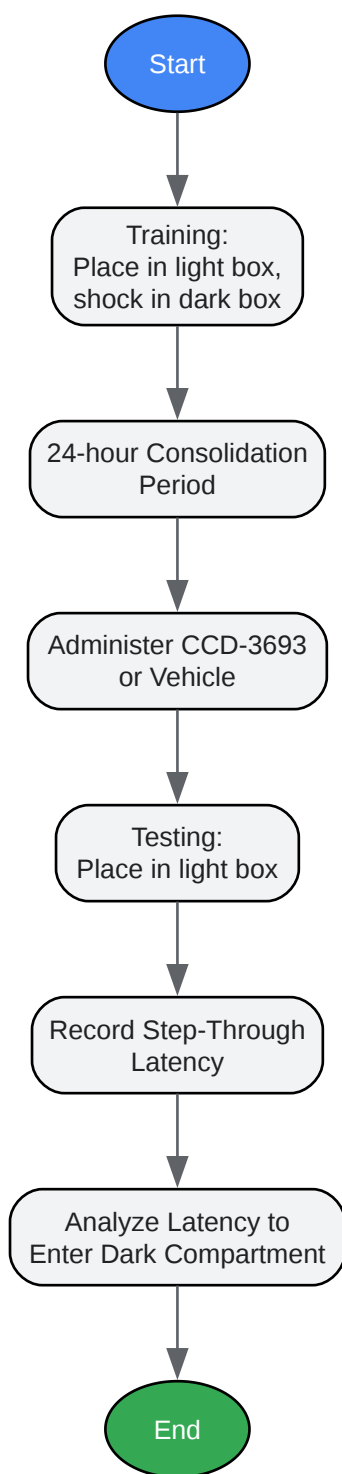 Start
Training:
Place in light box,
shock in dark box
24-hour Consolidation
Period
Administer CCD-3693
or Vehicle
Testing:
Place in light box
Record Step-Through
Latency
Analyze Latency to
Enter Dark Compartment
End